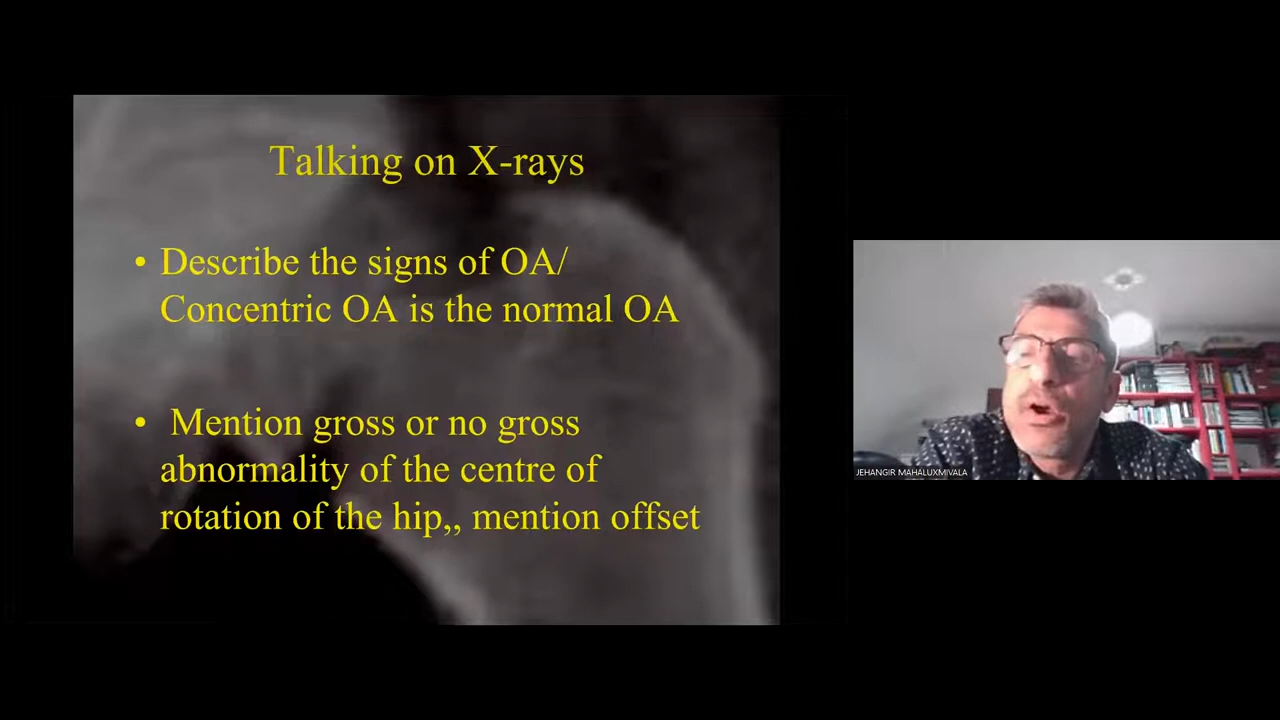 Talking on X-rays
• Describe the signs of OA/
Concentric OA is the normal OA
• Mention gross or no gross
abnormality of the centre of
rotation of the hip,, mention offset
JEHANGIR MAHALUXMIVALA